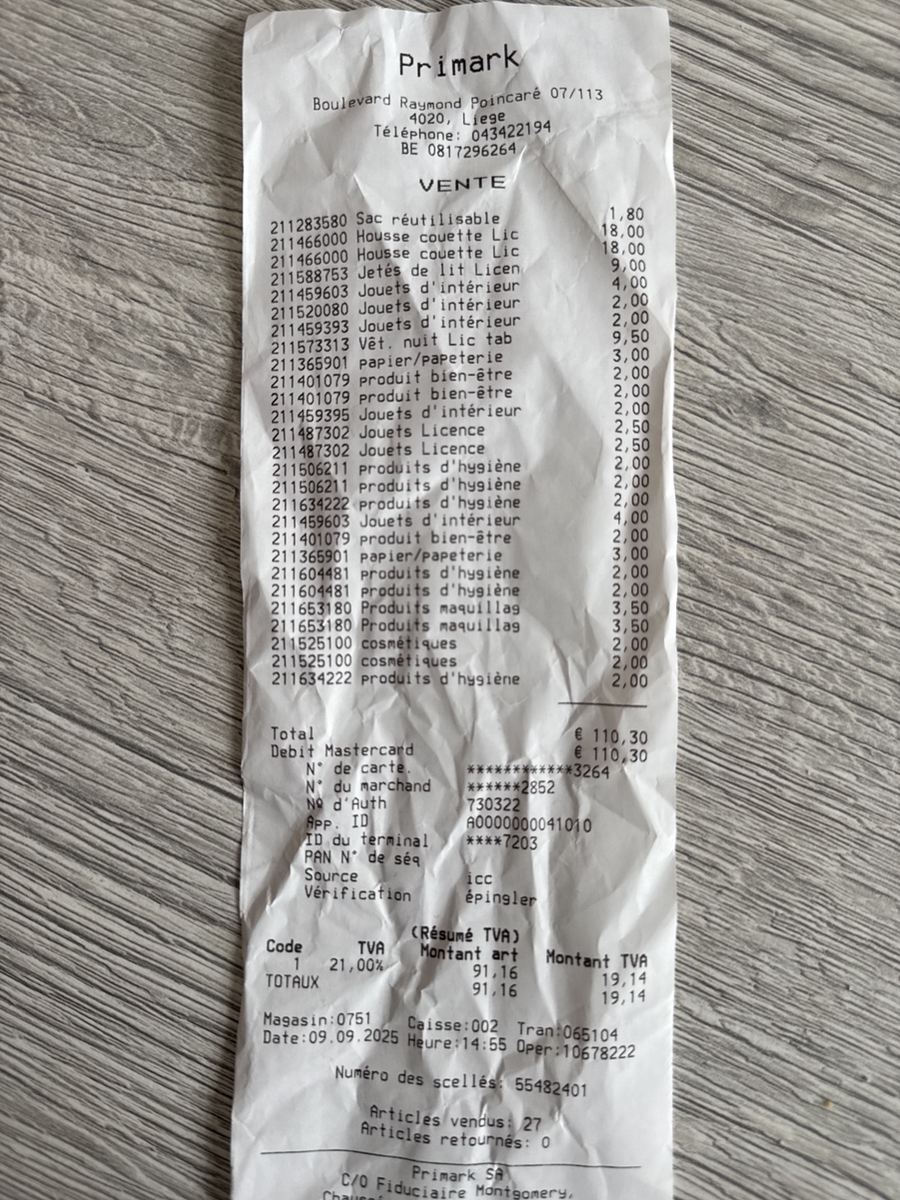 Primark
Boulevard Raymond Poincaré 07/113
4020, Liege
Téléphone: 043422194
BE 0817296264
VENTE
211283580 Sac réutilisable 1,80
211466000 Housse couette Lic 18,00
211466000 Housse couette Lic 18,00
211588753 Jetés de lit Licen 9,00
211459603 Jouets d'intérieur 4,00
211520080 Jouets d'intérieur 2,00
211459393 Jouets d'intérieur 2,00
211573313 Vêt. nuit Lic tab 9,50
211365901 papier/papeterie 3,00
211401079 produit bien-être 2,00
211401079 produit bien-être 2,00
211459395 Jouets d'intérieur 2,00
211487302 Jouets Licence 2,50
211487302 Jouets Licence 2,50
211506211 produits d'hygiène 2,00
211506211 produits d'hygiène 2,00
211634222 produits d'hygiène 2,00
211459603 Jouets d'intérieur 4,00
211401079 produit bien-être 2,00
211365901 papier/papeterie 3,00
211604481 produits d'hygiène 2,00
211604481 produits d'hygiène 2,00
211653180 Produits maquillag 3,50
211653180 Produits maquillag 3,50
211525100 cosmétiques 2,00
211525100 cosmétiques 2,00
211634222 produits d'hygiène 2,00
Total € 110,30
Debit Mastercard € 110,30
N° de carte. ************3264
N° du marchand ******2852
Nº d'Auth 730322
App. ID A0000000041010
ID du terminal ****7203
PAN N° de séq
Source icc
Vérification épingler
(Résumé TVA)
Code TVA Montant art Montant TVA
1 21,00% 91,16 19,14
TOTAUX 91,16 19,14
Magasin:0751 Caisse:002 Tran:065104
Date:09.09.2025 Heure:14:55 Oper:10678222
Numéro des scellés: 55482401
Articles vendus: 27
Articles retournés: 0
Primark SA
C/O Fiduciaire Montgomery,